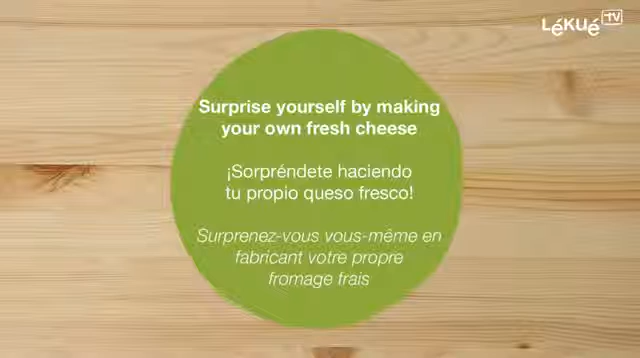 LéKUé TV
Surprise yourself by making
your own fresh cheese
¡Sorpréndete haciendo
tu propio queso fresco!
Surprenez-vous vous-même en
fabricant votre propre
fromage frais